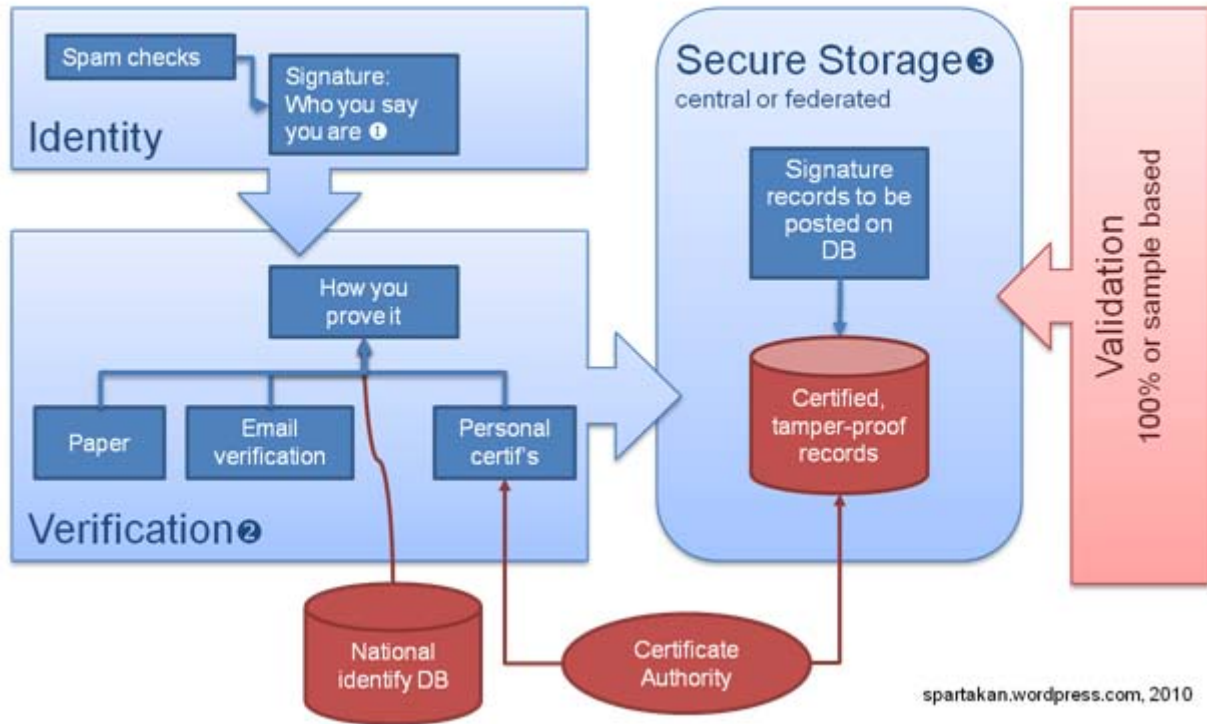 Spam checks
Signature:
Who you say
you are ❶
Identity
How you
prove it
Paper
Email
verification
Personal
certif's
Verification❷
National
identify DB
Certificate
Authority
Secure Storage❸
central or federated
Signature
records to be
posted on
DB
Certified,
tamper-proof
records
Validation
100% or sample based
spartakan.wordpress.com, 2010